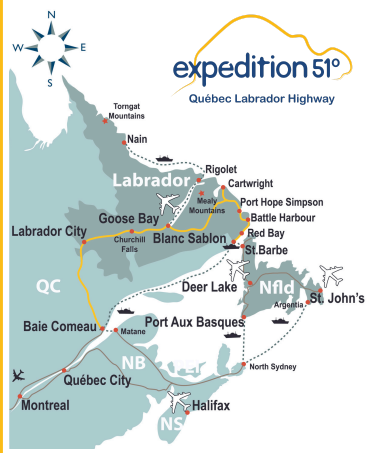 N
W
E
S
expedition 51º
Québec Labrador Highway
Torngat
Mountains
Nain
Rigolet
Labrador
Cartwright
Mealy
Mountains
Port Hope Simpson
Goose Bay
Battle Harbour
Labrador City
Churchill
Falls
Blanc Sablon
Red Bay
St.Barbe
QC
Deer Lake
Nfld
St. John's
Argentia
Baie Comeau
Matane
Port Aux Basques
NB
North Sydney
Québec City
Montreal
Halifax
NS